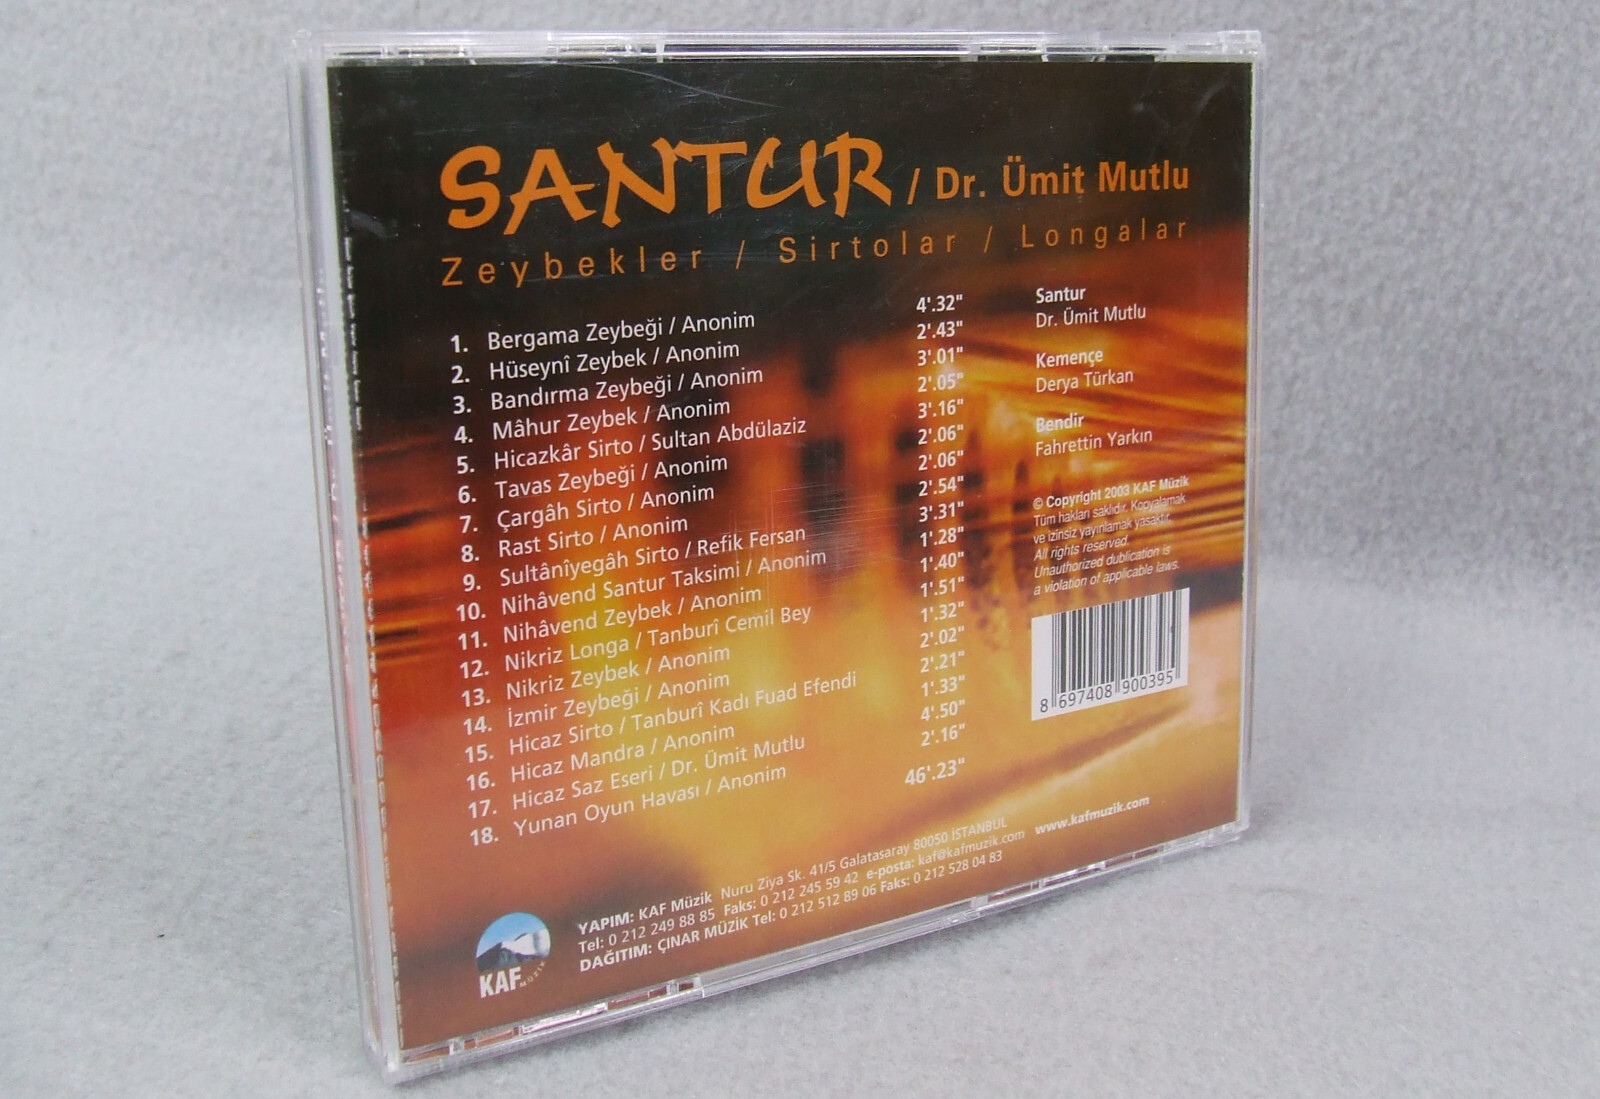 SANTUR / Dr. Ümit Mutlu
Zeybekler / Sirtolar / Longalar
1. Bergama Zeybeği / Anonim 4'.32"
2. Hüseynî Zeybek / Anonim 2'.43"
3. Bandırma Zeybeği / Anonim 3'.01"
4. Mâhur Zeybek / Anonim 2'.05"
5. Hicazkâr Sirto / Sultan Abdülaziz 3'.16"
6. Tavas Zeybeği / Anonim 2'.06"
7. Çargâh Sirto / Anonim 2'.06"
8. Rast Sirto / Anonim 2'.54"
9. Sultânîyegâh Sirto / Refik Fersan 3'.31"
10. Nihâvend Santur Taksimi / Anonim 1'.28"
11. Nihâvend Zeybek / Anonim 1'.40"
12. Nikriz Longa / Tanburî Cemil Bey 1'.51"
13. Nikriz Zeybek / Anonim 1'.32"
14. İzmir Zeybeği / Anonim 2'.02"
15. Hicaz Sirto / Tanburî Kadı Fuad Efendi 2'.21"
16. Hicaz Mandra / Anonim 1'.33"
17. Hicaz Saz Eseri / Dr. Ümit Mutlu 4'.50"
18. Yunan Oyun Havası / Anonim 2'.16"
46'.23"
Santur
Dr. Ümit Mutlu
Kemençe
Derya Türkan
Bendir
Fahrettin Yarkın
© Copyright 2003 KAF Müzik
Tüm hakları saklıdır. Kopyalamak
ve izinsiz yayınlamak yasaktır.
All rights reserved.
Unauthorized dublication is
a violation of applicable laws.
8 697408 900395
KAF MÜZİK
YAPIM: KAF Müzik Nuru Ziya Sk. 41/5 Galatasaray 80050 İSTANBUL
Tel: 0 212 249 88 85 Faks: 0 212 245 59 42 e-posta: kaf@kafmuzik.com www.kafmuzik.com
DAĞITIM: ÇINAR MÜZİK Tel: 0 212 512 89 06 Faks: 0 212 528 04 83